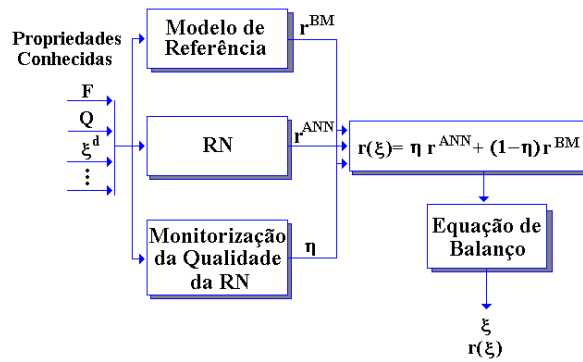 Propriedades
Conhecidas
F
Q
ξᵈ
⋮
Modelo de
Referência
r^BM
RN
r^ANN
Monitorização
da Qualidade
da RN
η
r(ξ)= η r^ANN + (1−η) r^BM
Equação de
Balanço
ξ
r(ξ)